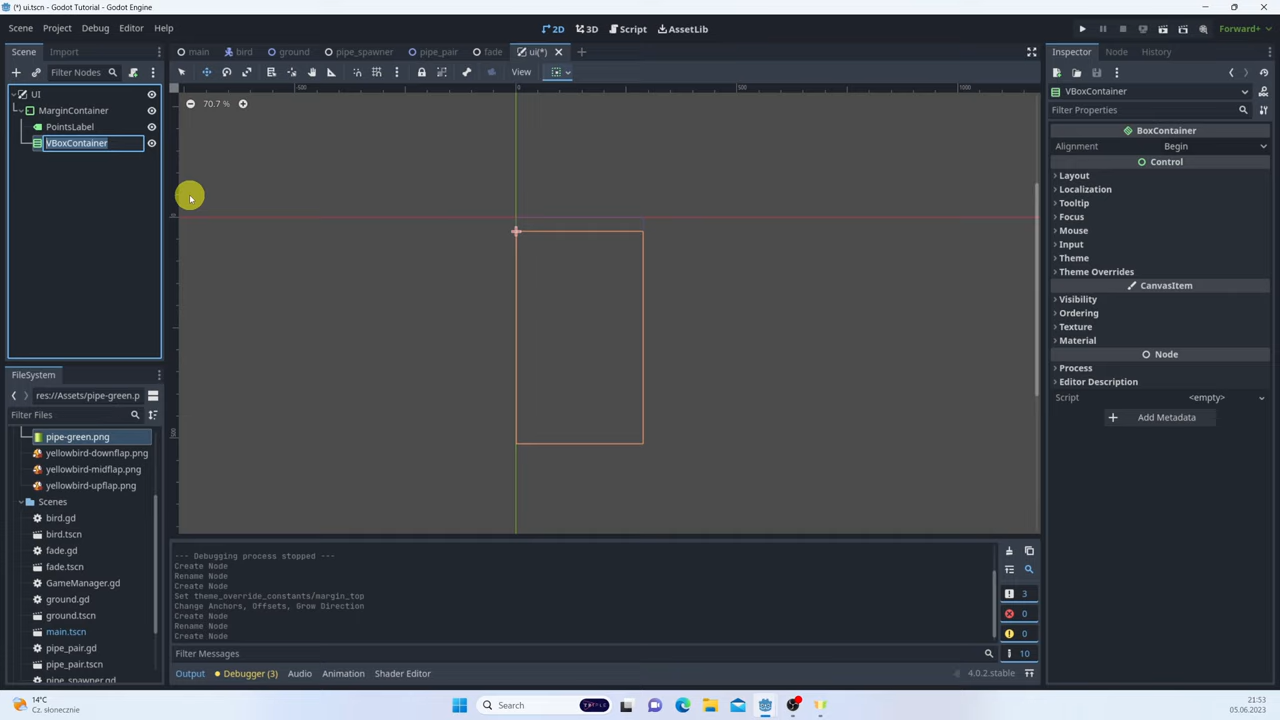 (*) ui.tscn - Godot Tutorial - Godot Engine
Scene Project Debug Editor Help
2D 3D Script AssetLib
Forward+
Scene Import
main bird ground pipe_spawner pipe_pair fade ui(*)
Inspector Node History
Filter Nodes
View
UI
MarginContainer
PointsLabel
VBoxContainer
-500 0 500 1000
70.7 %
0
500
VBoxContainer
Filter Properties
BoxContainer
Alignment Begin
Control
Layout
Localization
Tooltip
Focus
Mouse
Input
Theme
Theme Overrides
CanvasItem
Visibility
Ordering
Texture
Material
Node
Process
Editor Description
Script <empty>
Add Metadata
FileSystem
res://Assets/pipe-green.p
Filter Files
pipe-green.png
yellowbird-downflap.png
yellowbird-midflap.png
yellowbird-upflap.png
Scenes
bird.gd
bird.tscn
fade.gd
fade.tscn
GameManager.gd
ground.gd
ground.tscn
main.tscn
pipe_pair.gd
pipe_pair.tscn
pipe_spawner.gd
--- Debugging process stopped ---
Create Node
Rename Node
Create Node
Set theme_override_constants/margin_top
Change Anchors, Offsets, Grow Direction
Create Node
Rename Node
Create Node
3
0
0
10
Filter Messages
Output Debugger (3) Audio Animation Shader Editor
4.0.2.stable
14°C
Cz. słonecznie
Search
21:53
05.06.2023